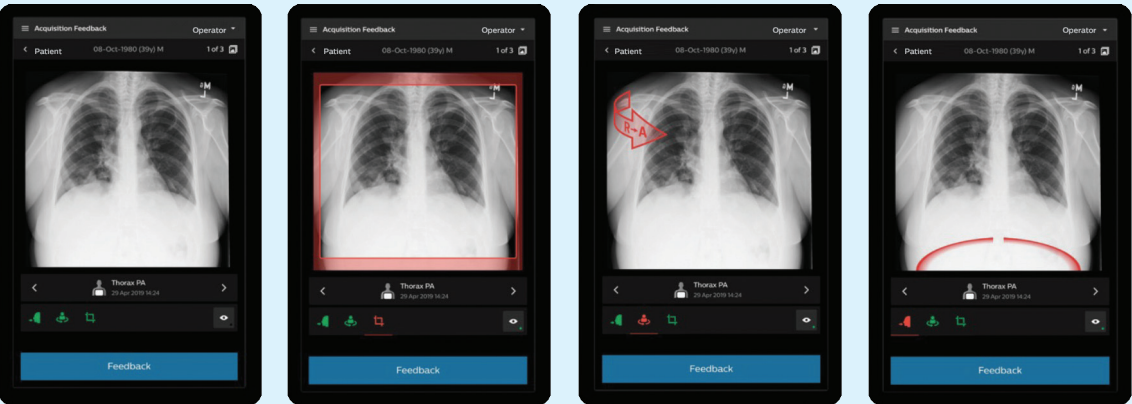 Acquisition Feedback
Operator
Patient
08-Oct-1980 (39y) M
1 of 3
Thorax PA
29 Apr 2019 14:24
Feedback
Acquisition Feedback
Operator
Patient
08-Oct-1980 (39y) M
1 of 3
Thorax PA
29 Apr 2019 14:24
Feedback
Acquisition Feedback
Operator
Patient
08-Oct-1980 (39y) M
1 of 3
R→A
Thorax PA
29 Apr 2019 14:24
Feedback
Acquisition Feedback
Operator
Patient
08-Oct-1980 (39y) M
1 of 3
Thorax PA
29 Apr 2019 14:24
Feedback